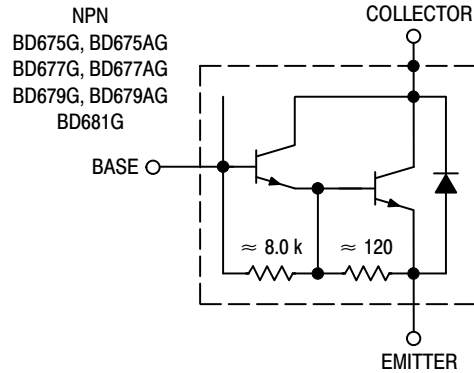 NPN
BD675G, BD675AG
BD677G, BD677AG
BD679G, BD679AG
BD681G
COLLECTOR
BASE
≈ 8.0 k
≈ 120
EMITTER